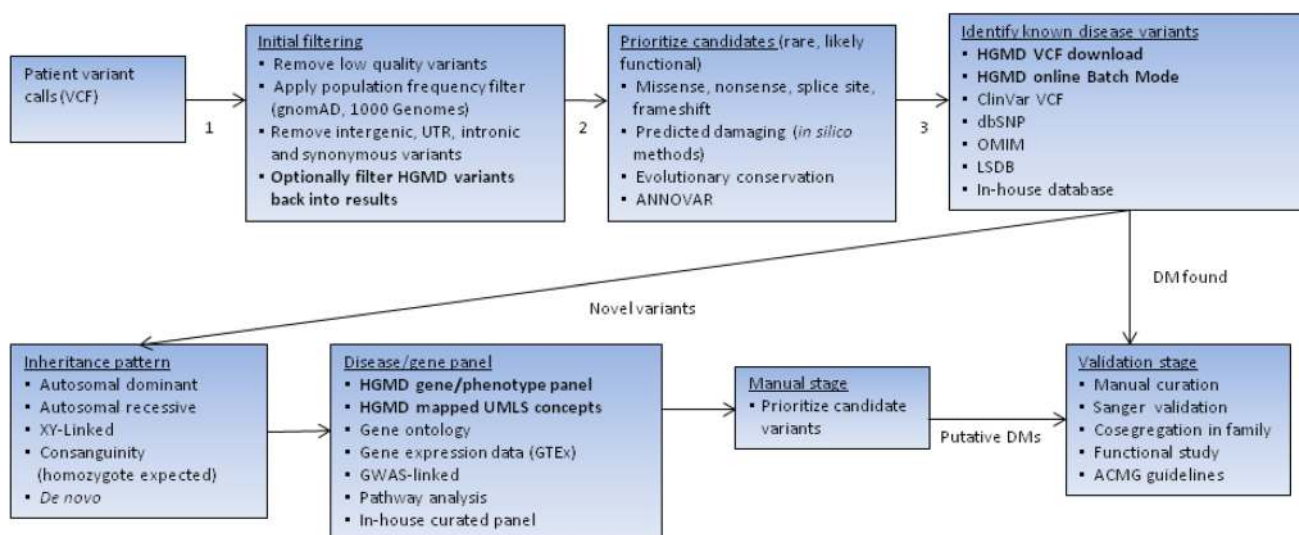 Patient variant
calls (VCF)
1
Initial filtering
▪ Remove low quality variants
▪ Apply population frequency filter
(gnomAD, 1000 Genomes)
▪ Remove intergenic, UTR, intronic
and synonymous variants
▪ Optionally filter HGMD variants
back into results
2
Prioritize candidates (rare, likely
functional)
▪ Missense, nonsense, splice site,
frameshift
▪ Predicted damaging (in silico
methods)
▪ Evolutionary conservation
▪ ANNOVAR
3
Identify known disease variants
▪ HGMD VCF download
▪ HGMD online Batch Mode
▪ ClinVar VCF
▪ dbSNP
▪ OMIM
▪ LSDB
▪ In-house database
Novel variants
DM found
Inheritance pattern
▪ Autosomal dominant
▪ Autosomal recessive
▪ XY-Linked
▪ Consanguinity
(homozygote expected)
▪ De novo
Disease/gene panel
▪ HGMD gene/phenotype panel
▪ HGMD mapped UMLS concepts
▪ Gene ontology
▪ Gene expression data (GTEx)
▪ GWAS-linked
▪ Pathway analysis
▪ In-house curated panel
Manual stage
▪ Prioritize candidate
variants
Putative DMs
Validation stage
▪ Manual curation
▪ Sanger validation
▪ Cosegregation in family
▪ Functional study
▪ ACMG guidelines